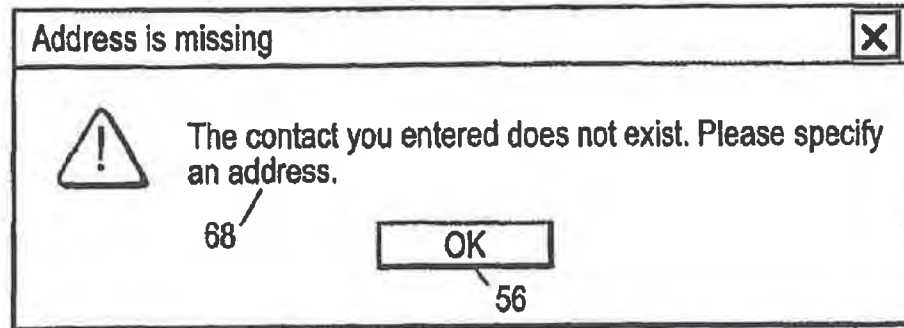 Address is missing
The contact you entered does not exist. Please specify
an address.
68
OK
56